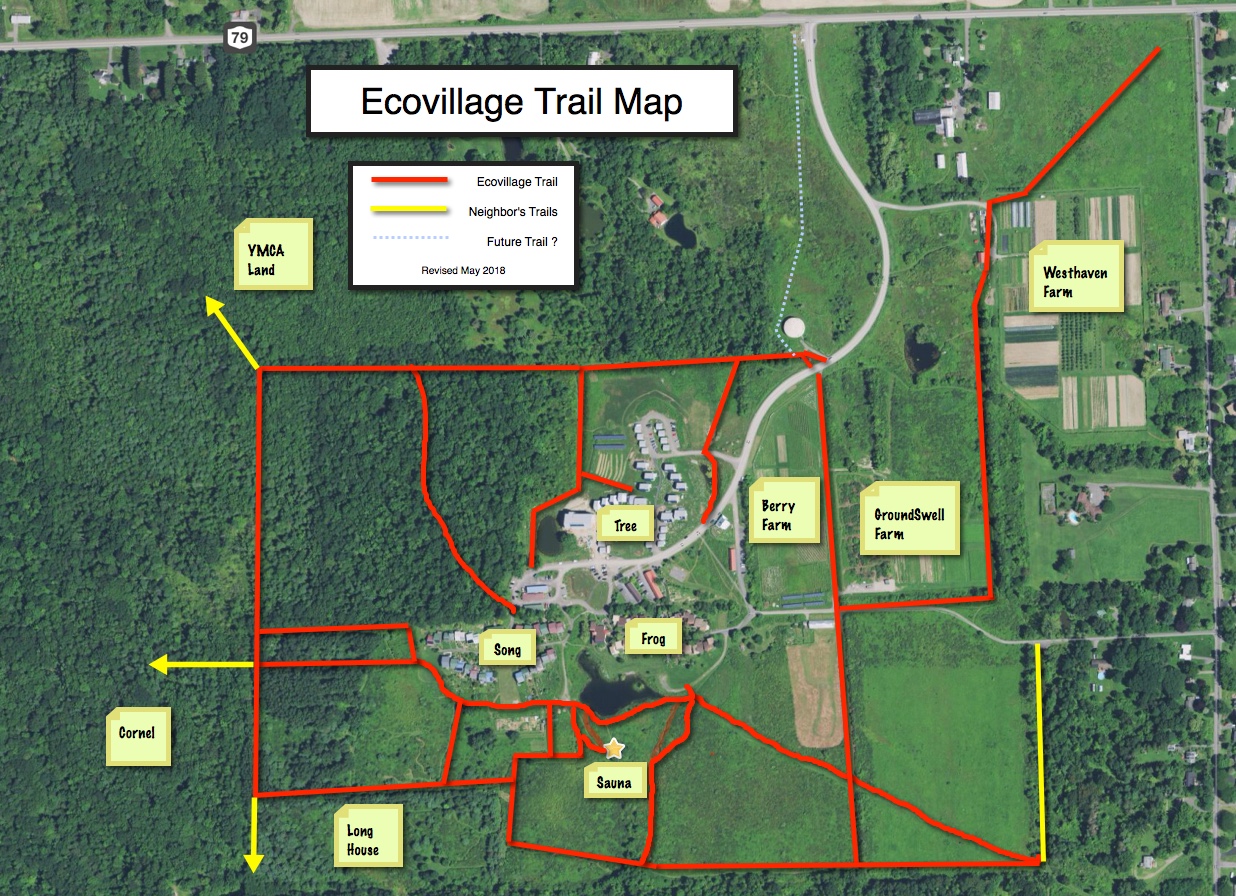 79
Ecovillage Trail Map
Ecovillage Trail
Neighbor's Trails
Future Trail ?
Revised May 2018
YMCA
Land
Westhaven
Farm
Berry
Farm
GroundSwell
Farm
Tree
Song
Frog
Cornel
Sauna
Long
House